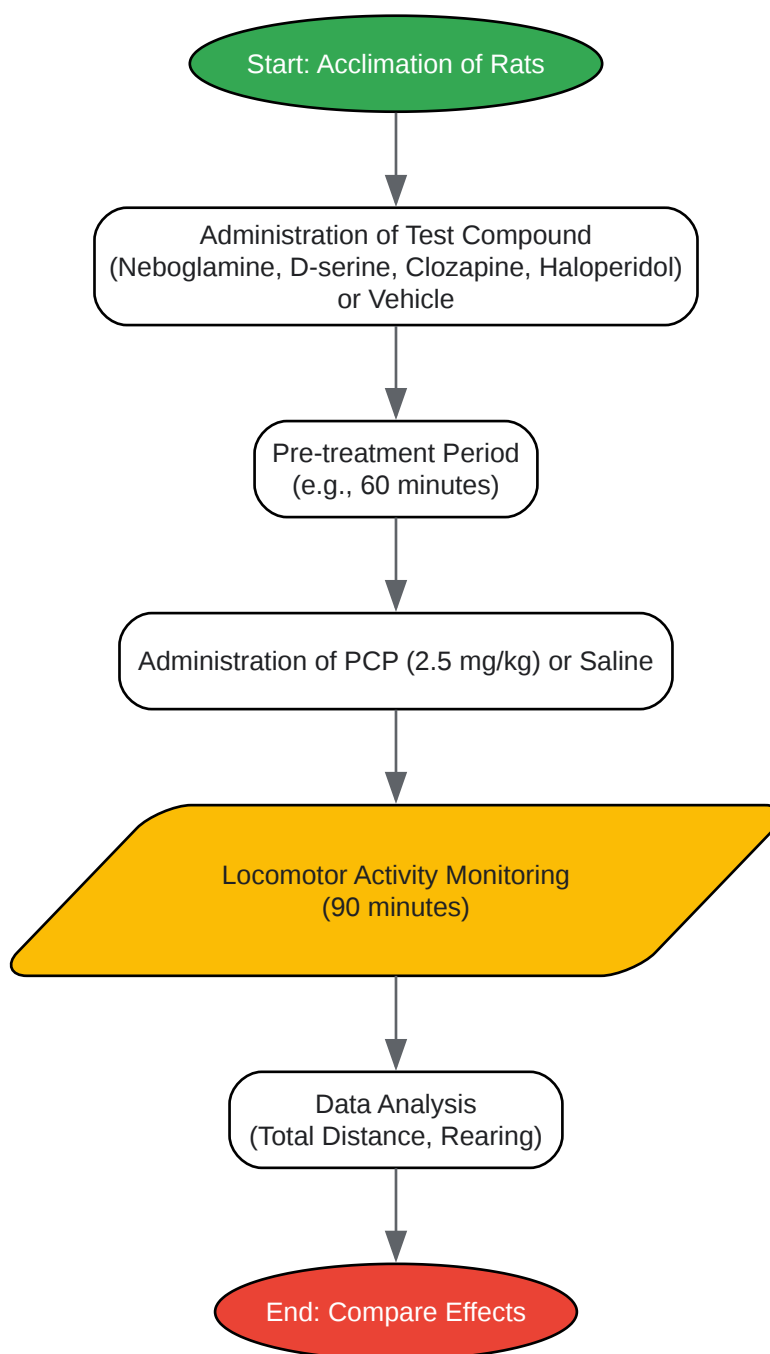 Start: Acclimation of Rats
Administration of Test Compound
(Neboglamine, D-serine, Clozapine, Haloperidol)
or Vehicle
Pre-treatment Period
(e.g., 60 minutes)
Administration of PCP (2.5 mg/kg) or Saline
Locomotor Activity Monitoring
(90 minutes)
Data Analysis
(Total Distance, Rearing)
End: Compare Effects